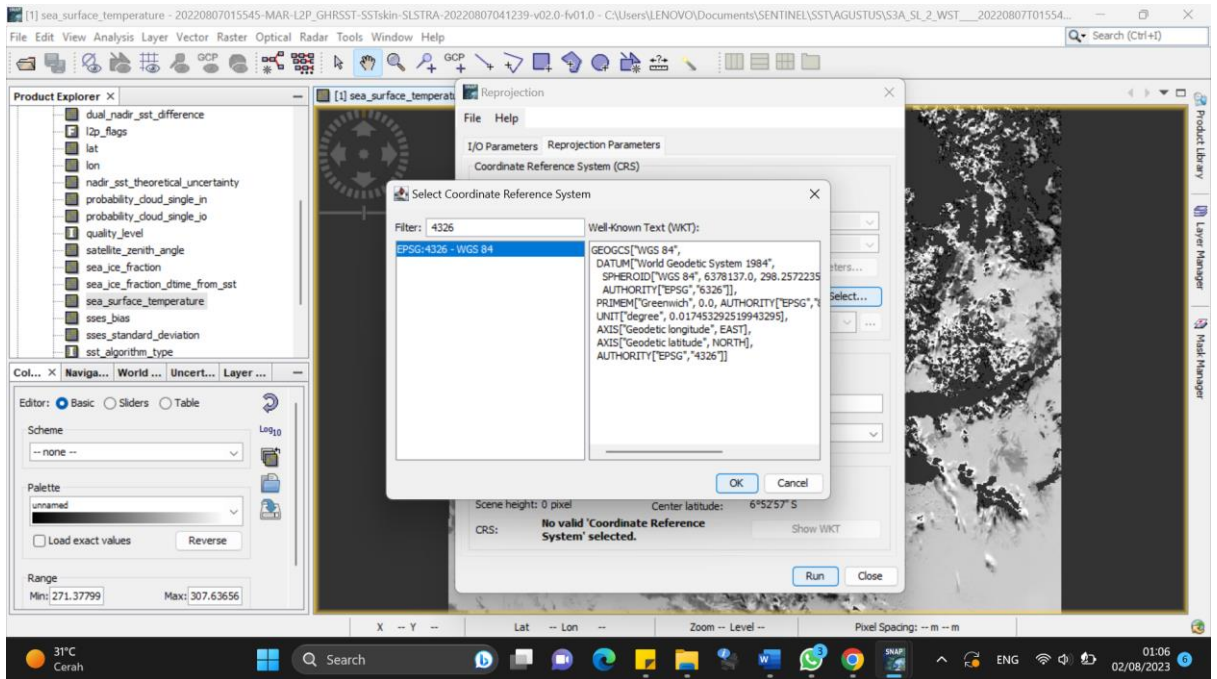 [1] sea_surface_temperature - 20220807015545-MAR-L2P_GHRSST-SSTskin-SLSTRA-20220807041239-v02.0-fv01.0 - C:\Users\LENOVO\Documents\SENTINEL\SST\AGUSTUS\S3A_SL_2_WST____20220807T01554...
File Edit View Analysis Layer Vector Raster Optical Radar Tools Window Help
Search (Ctrl+I)
GCP
GCP
Product Explorer
dual_nadir_sst_difference
l2p_flags
lat
lon
nadir_sst_theoretical_uncertainty
probability_cloud_single_in
probability_cloud_single_io
quality_level
satellite_zenith_angle
sea_ice_fraction
sea_ice_fraction_dtime_from_sst
sea_surface_temperature
sses_bias
sses_standard_deviation
sst_algorithm_type
[1] sea_surface_temperat
Reprojection
File Help
I/O Parameters Reprojection Parameters
Coordinate Reference System (CRS)
Select Coordinate Reference System
Filter: 4326
Well-Known Text (WKT):
EPSG:4326 - WGS 84
GEOGCS["WGS 84",
DATUM["World Geodetic System 1984",
SPHEROID["WGS 84", 6378137.0, 298.2572235
AUTHORITY["EPSG","6326"]],
PRIMEM["Greenwich", 0.0, AUTHORITY["EPSG","
UNIT["degree", 0.017453292519943295],
AXIS["Geodetic longitude", EAST],
AXIS["Geodetic latitude", NORTH],
AUTHORITY["EPSG","4326"]]
OK Cancel
eters...
Select...
...
Scene height: 0 pixel Center latitude: 6°52'57" S
CRS: No valid 'Coordinate Reference
System' selected.
Show WKT
Run Close
Product Library
Layer Manager
Mask Manager
Col... Naviga... World ... Uncert... Layer ...
Editor: Basic Sliders Table
Scheme
Log10
-- none --
Palette
unnamed
Load exact values Reverse
Range
Min: 271.37799 Max: 307.63656
X -- Y -- Lat -- Lon -- Zoom -- Level -- Pixel Spacing: -- m -- m
31°C
Cerah
Search
3
SNAP
ENG
01:06
02/08/2023
6